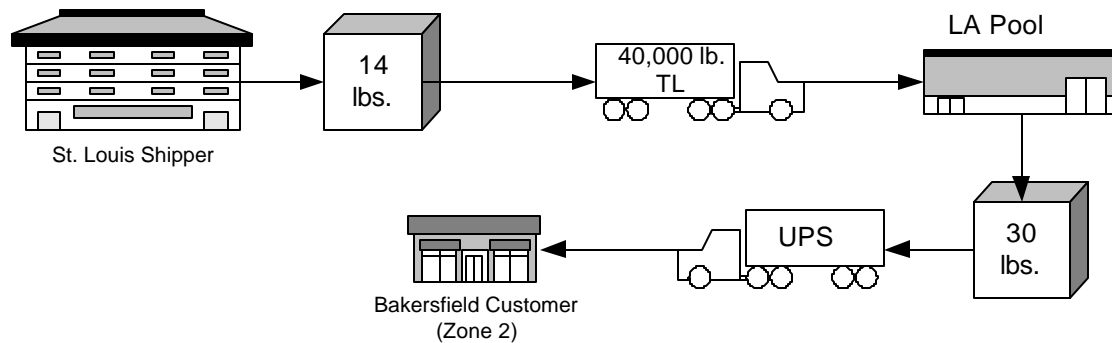 St. Louis Shipper
14
lbs.
40,000 lb.
TL
LA Pool
30
lbs.
UPS
Bakersfield Customer
(Zone 2)